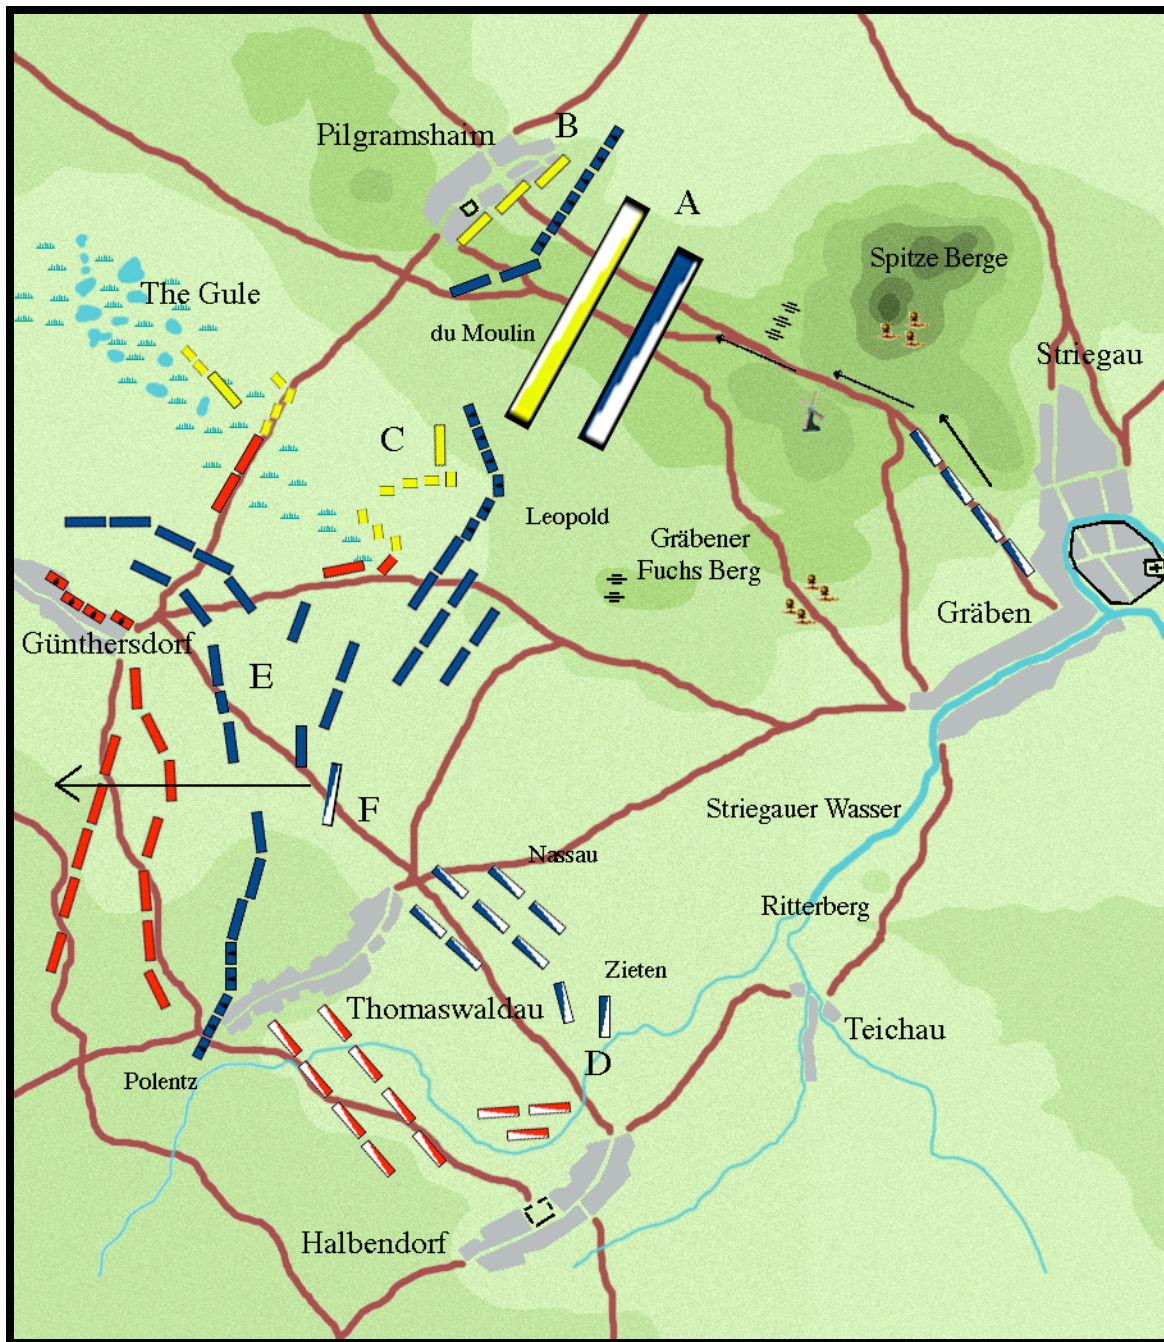 B
Pilgramshaim
A
Spitze Berge
The Gule
du Moulin
Striegau
C
Leopold
Gräbener
Fuchs Berg
Gräben
Günthersdorf
E
F
Striegauer Wasser
Nassau
Ritterberg
Zieten
Thomaswaldau
Teichau
D
Polentz
Halbendorf